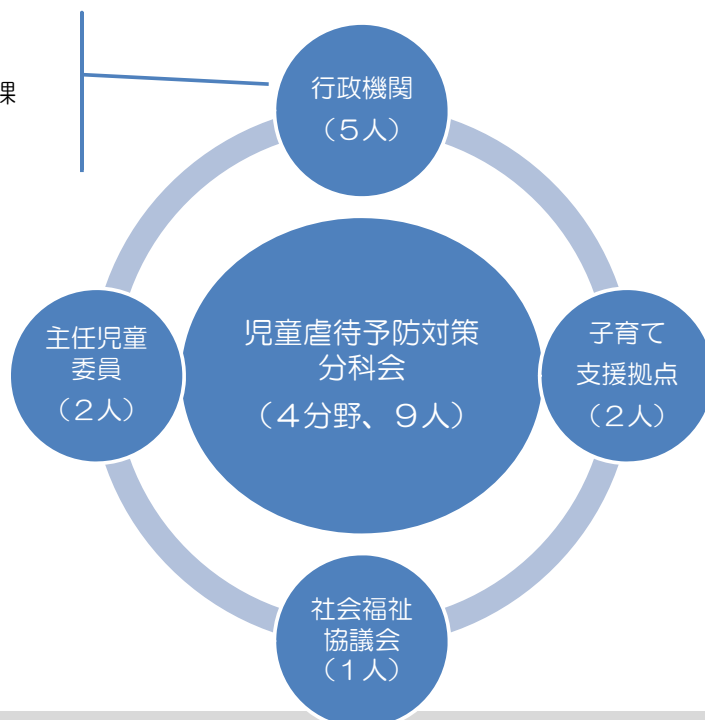 課
行政機関
（５人）
主任児童
委員
（２人）
児童虐待予防対策
分科会
（４分野、９人）
子育て
支援拠点
（２人）
社会福祉
協議会
（１人）